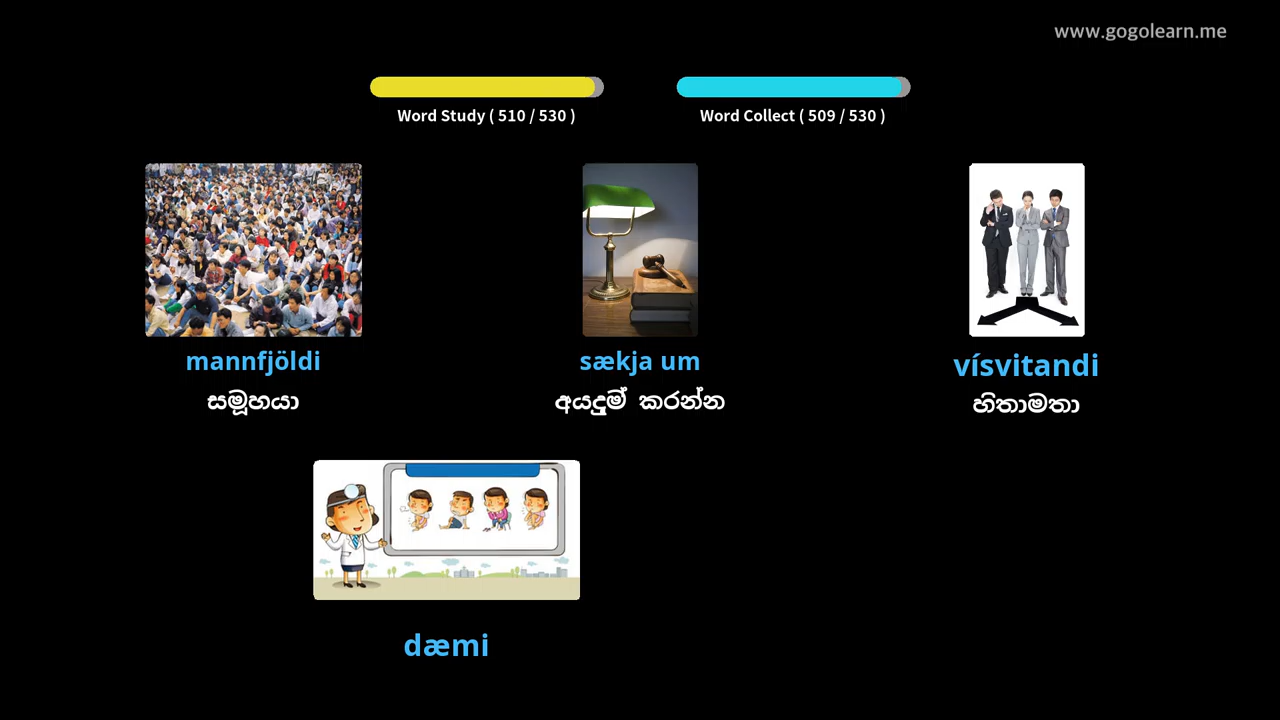 www.gogolearn.me
Word Study ( 510 / 530 )
Word Collect ( 509 / 530 )
mannfjöldi
සමූහයා
sækja um
අයදුම් කරන්න
vísvitandi
හිතාමතා
dæmi